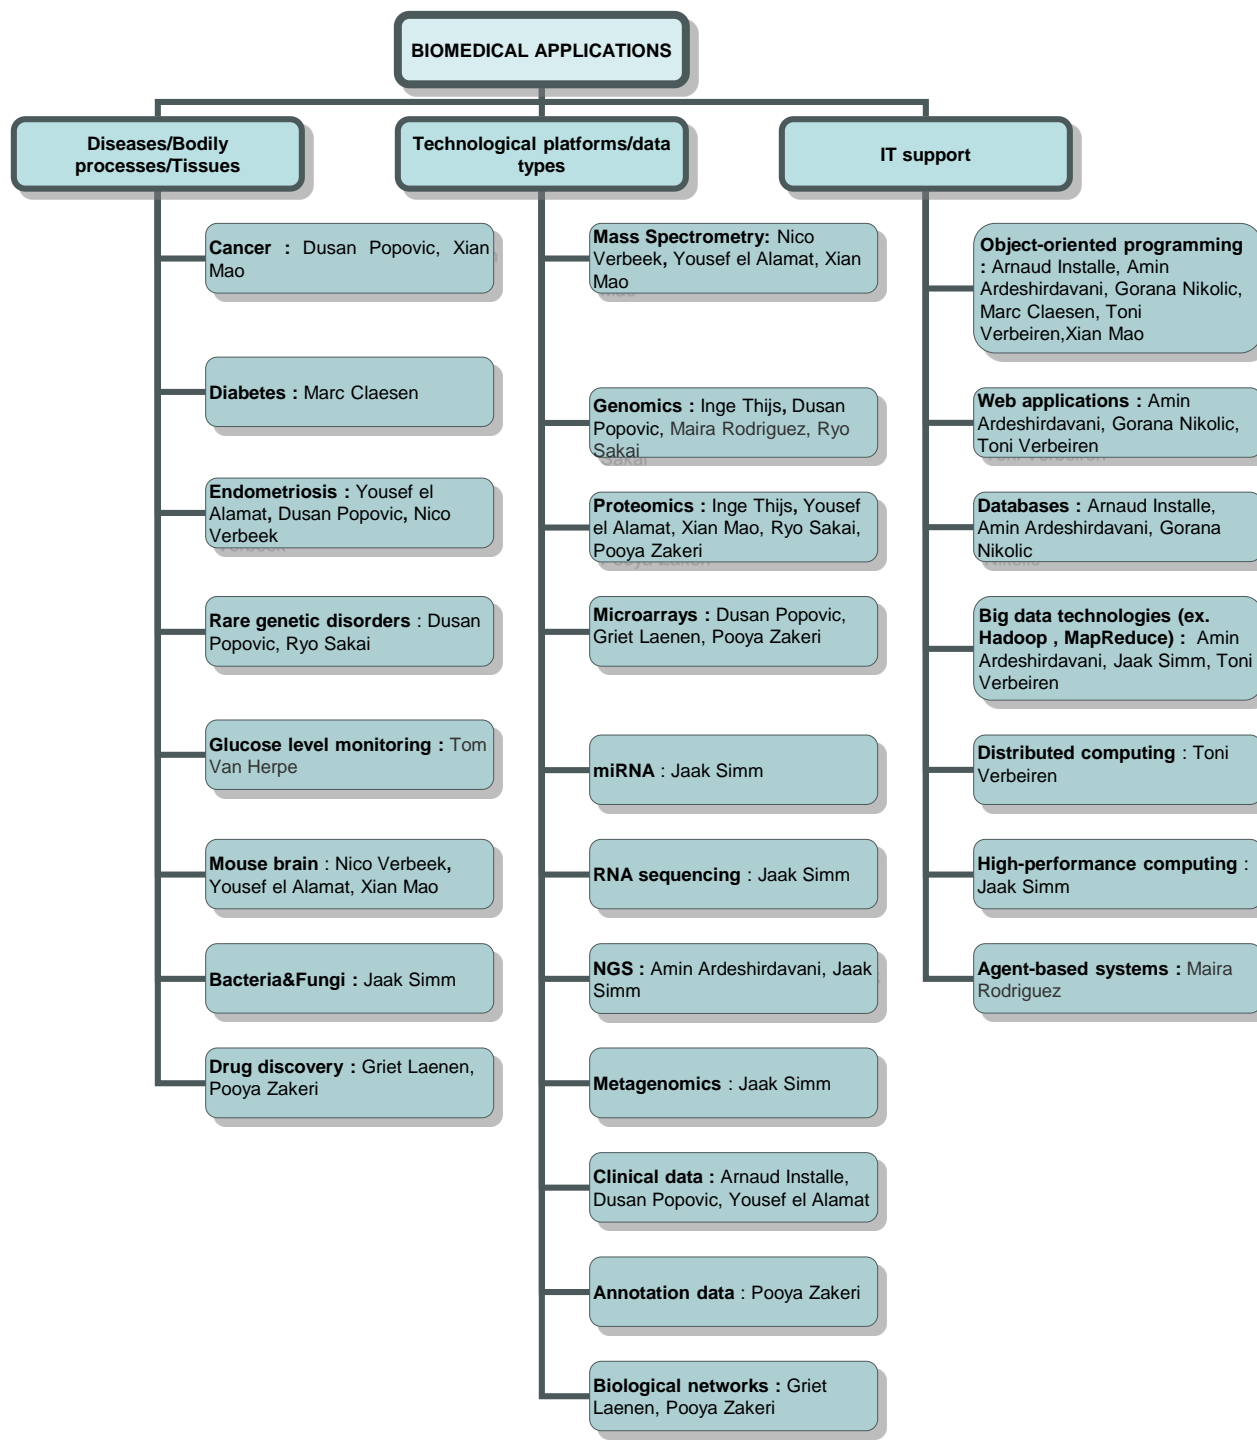 BIOMEDICAL APPLICATIONS
Diseases/Bodily
processes/Tissues
Cancer : Dusan Popovic, Xian
Mao
Diabetes : Marc Claesen
Endometriosis : Yousef el
Alamat, Dusan Popovic, Nico
Verbeek
Rare genetic disorders : Dusan
Popovic, Ryo Sakai
Glucose level monitoring : Tom
Van Herpe
Mouse brain : Nico Verbeek,
Yousef el Alamat, Xian Mao
Bacteria&Fungi : Jaak Simm
Drug discovery : Griet Laenen,
Pooya Zakeri
Technological platforms/data
types
Mass Spectrometry: Nico
Verbeek, Yousef el Alamat, Xian
Mao
Genomics : Inge Thijs, Dusan
Popovic, Maira Rodriguez, Ryo
Sakai
Proteomics : Inge Thijs, Yousef
el Alamat, Xian Mao, Ryo Sakai,
Pooya Zakeri
Microarrays : Dusan Popovic,
Griet Laenen, Pooya Zakeri
miRNA : Jaak Simm
RNA sequencing : Jaak Simm
NGS : Amin Ardeshirdavani, Jaak
Simm
Metagenomics : Jaak Simm
Clinical data : Arnaud Installe,
Dusan Popovic, Yousef el Alamat
Annotation data : Pooya Zakeri
Biological networks : Griet
Laenen, Pooya Zakeri
IT support
Object-oriented programming
: Arnaud Installe, Amin
Ardeshirdavani, Gorana Nikolic,
Marc Claesen, Toni
Verbeiren,Xian Mao
Web applications : Amin
Ardeshirdavani, Gorana Nikolic,
Toni Verbeiren
Databases : Arnaud Installe,
Amin Ardeshirdavani, Gorana
Nikolic
Big data technologies (ex.
Hadoop , MapReduce) : Amin
Ardeshirdavani, Jaak Simm, Toni
Verbeiren
Distributed computing : Toni
Verbeiren
High-performance computing :
Jaak Simm
Agent-based systems : Maira
Rodriguez